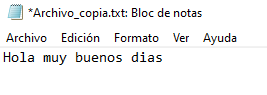 *Archivo_copia.txt: Bloc de notas
Archivo Edición Formato Ver Ayuda
Hola muy buenos dias